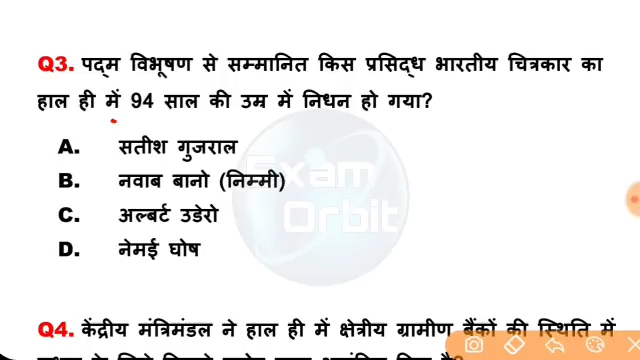 Q3. पद्म विभूषण से सम्मानित किस प्रसिद्ध भारतीय चित्रकार का
हाल ही में 94 साल की उम्र में निधन हो गया?
A. सतीश गुजराल
B. नवाब बानो (निम्मी)
C. अल्बर्ट उडेरो
D. नेमई घोष
Exam
Orbit
Q4. केंद्रीय मंत्रिमंडल ने हाल ही में क्षेत्रीय ग्रामीण बैंकों की स्थिति में